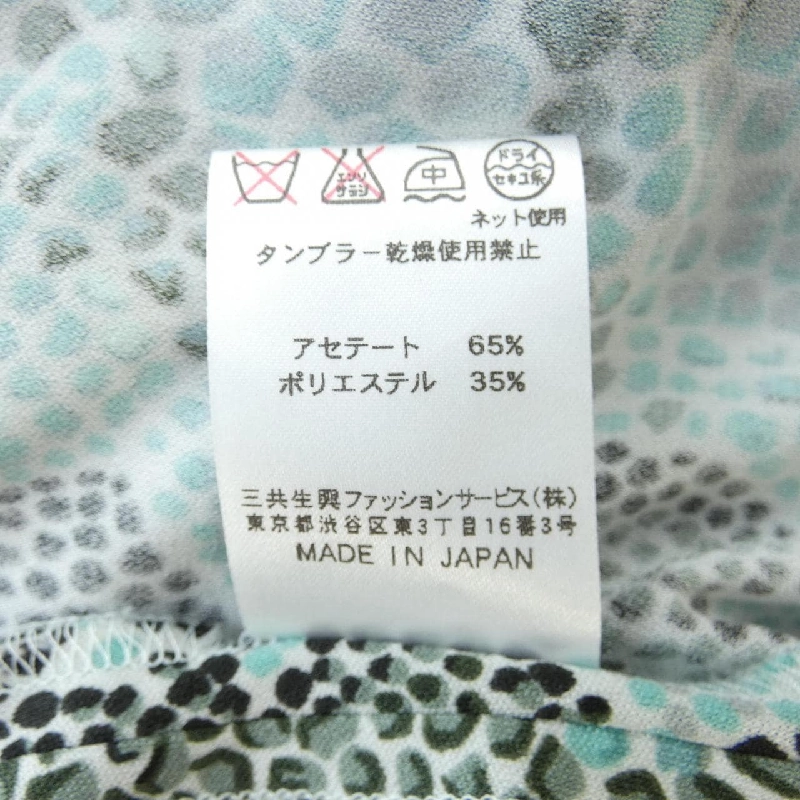 エンソ サラシ 中 ドライ セキユ系
ネット使用
タンブラー乾燥使用禁止
アセテート 65%
ポリエステル 35%
三共生興ファッションサービス(株)
東京都渋谷区東3丁目16番3号
MADE IN JAPAN